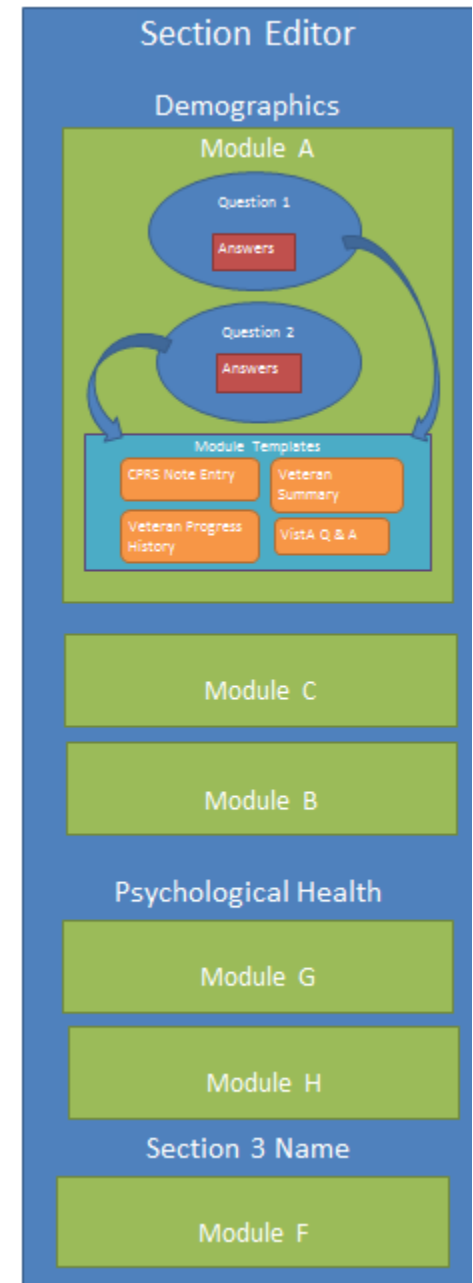 Section Editor
Demographics
Module A
Question 1
Answers
Question 2
Answers
Module Templates
CPRS Note Entry
Veteran
Summary
Veteran Progress
History
VistA Q & A
Module C
Module B
Psychological Health
Module G
Module H
Section 3 Name
Module F